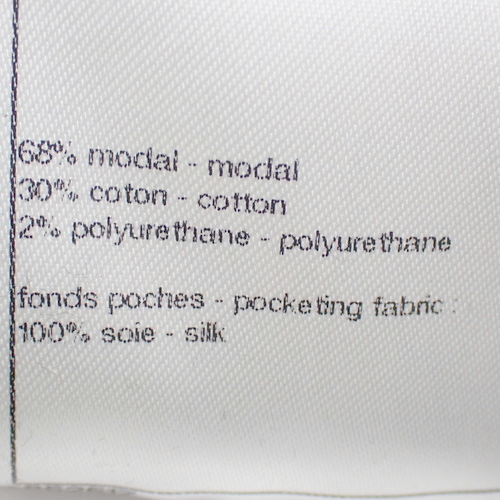 68% modal - modal
30% coton - cotton
2% polyurethane - polyurethane
fonds poches - pocketing fabric :
100% soie - silk